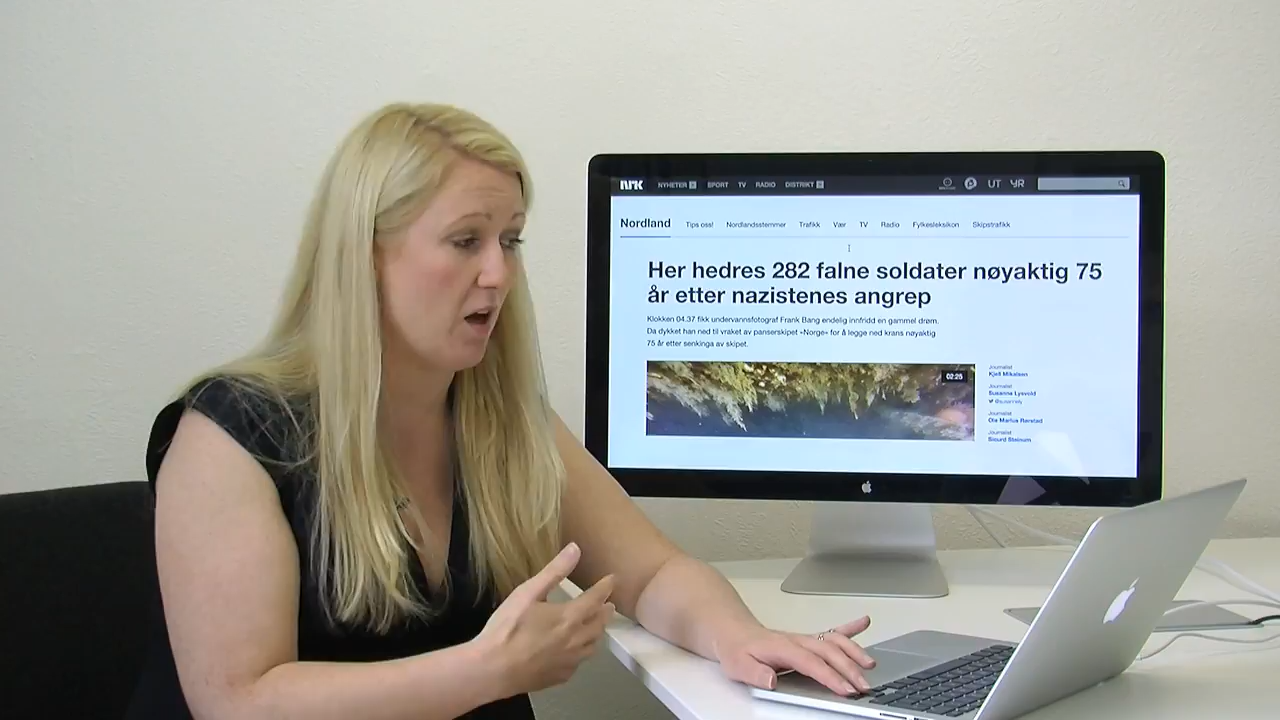 NRK NYHETER SPORT TV RADIO DISTRIKT UT YR
Nordland Tips oss! Nordlandsstemmer Trafikk Vær TV Radio Fylkesleksikon Skipstrafikk
Her hedres 282 falne soldater nøyaktig 75
år etter nazistenes angrep
Klokken 04.37 fikk undervannsfotograf Frank Bang endelig innfridd en gammel drøm.
Da dykket han ned til vraket av panserskipet «Norge» for å legge ned krans nøyaktig
75 år etter senkinga av skipet.
02:25
Journalist
Kjell Mikalsen
Journalist
Susanne Lysvold
@susannely
Journalist
Ole Marius Rørstad
Journalist
Sigurd Steinum